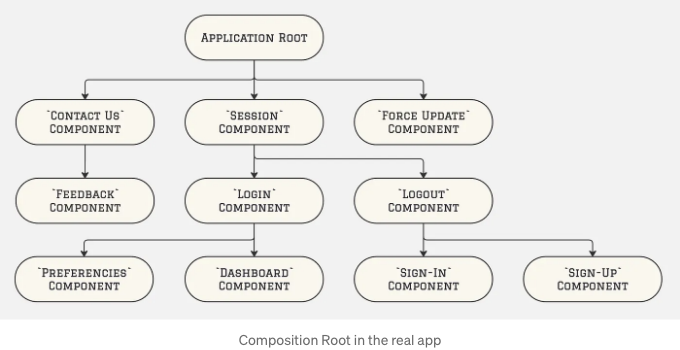 Application Root
`Contact Us`
Component
`Session`
Component
`Force Update`
Component
`Feedback`
Component
`Login`
Component
`Logout`
Component
`Preferencies`
Component
`Dashboard`
Component
`Sign-In`
Component
`Sign-Up`
Component
Composition Root in the real app